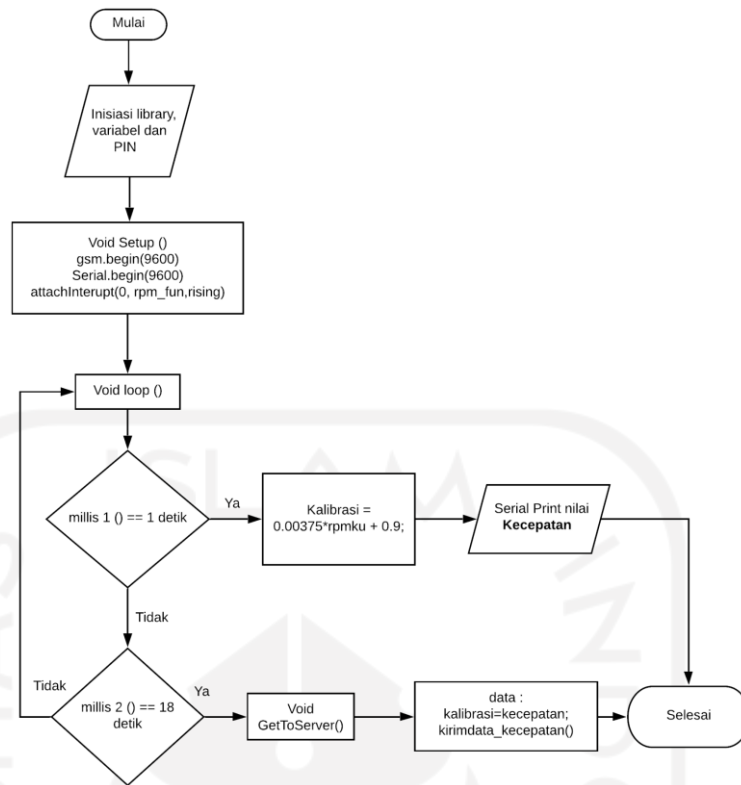 Mulai
Inisiasi library,
variabel dan
PIN
Void Setup ()
gsm.begin(9600)
Serial.begin(9600)
attachInterupt(0, rpm_fun,rising)
Void loop ()
millis 1 () == 1 detik
Ya
Kalibrasi =
0.00375*rpmku + 0.9;
Serial Print nilai
Kecepatan
Tidak
millis 2 () == 18
detik
Tidak
Ya
Void
GetToServer()
data :
kalibrasi=kecepatan;
kirimdata_kecepatan()
Selesai
ISLAM